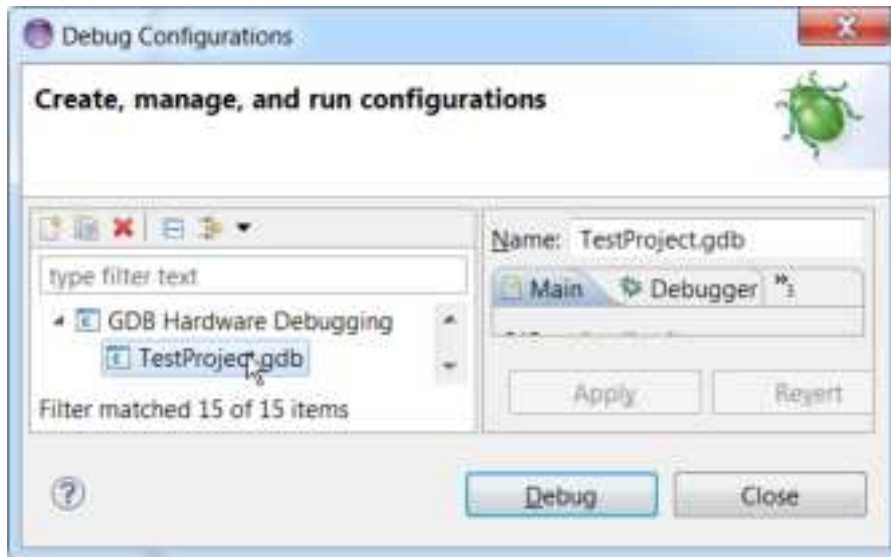 Debug Configurations
Create, manage, and run configurations
type filter text
Name: TestProject.gdb
Main Debugger »3
GDB Hardware Debugging
TestProject.gdb
Filter matched 15 of 15 items
Apply Revert
Debug Close